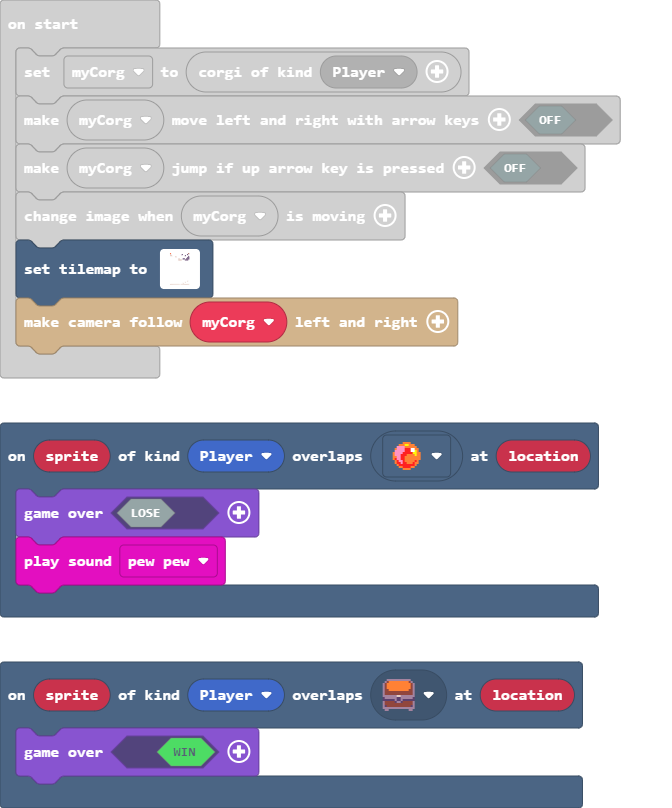 on start
set myCorg to corgi of kind Player
make myCorg move left and right with arrow keys OFF
make myCorg jump if up arrow key is pressed OFF
change image when myCorg is moving
set tilemap to
make camera follow myCorg left and right
on sprite of kind Player overlaps at location
game over LOSE
play sound pew pew
on sprite of kind Player overlaps at location
game over WIN